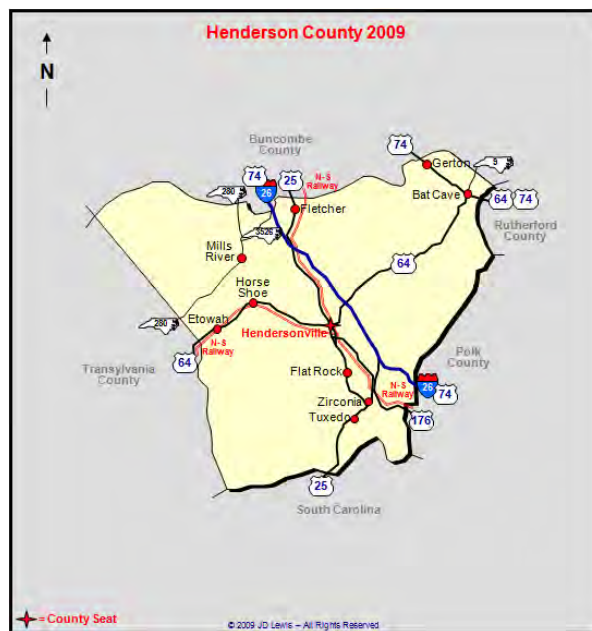 Henderson County 2009
N
Buncombe
County
74
Gerton
9
74
26
25
N-S
Railway
280
Fletcher
Bat Cave
64
74
Rutherford
County
3526
Mills
River
64
Horse
Shoe
Etowah
280
Hendersonville
N-S
Railway
64
Transylvania
County
Polk
County
Flat Rock
N-S
Railway
26
74
Zirconia
Tuxedo
176
25
South Carolina
= County Seat
© 2009 JD Lewis – All Rights Reserved